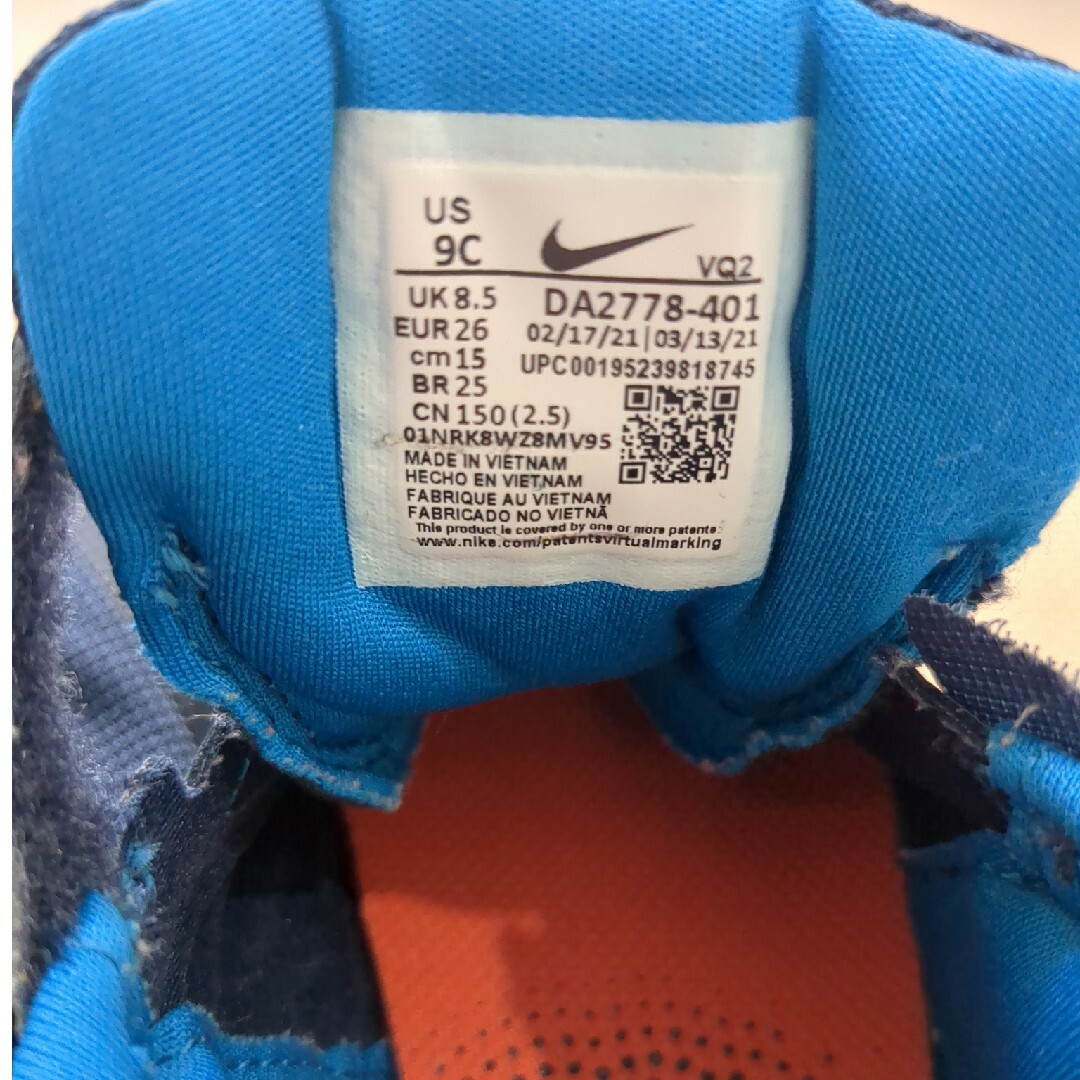 US
9C
VQ2
UK 8.5
DA2778-401
EUR 26
02/17/21|03/13/21
cm 15
UPC 00195239818745
BR 25
CN 150 (2.5)
01NRK8WZ8MV95
MADE IN VIETNAM
HECHO EN VIETNAM
FABRIQUE AU VIETNAM
FABRICADO NO VIETNÃ
This product is covered by one or more patents:
www.nike.com/patentsvirtualmarking